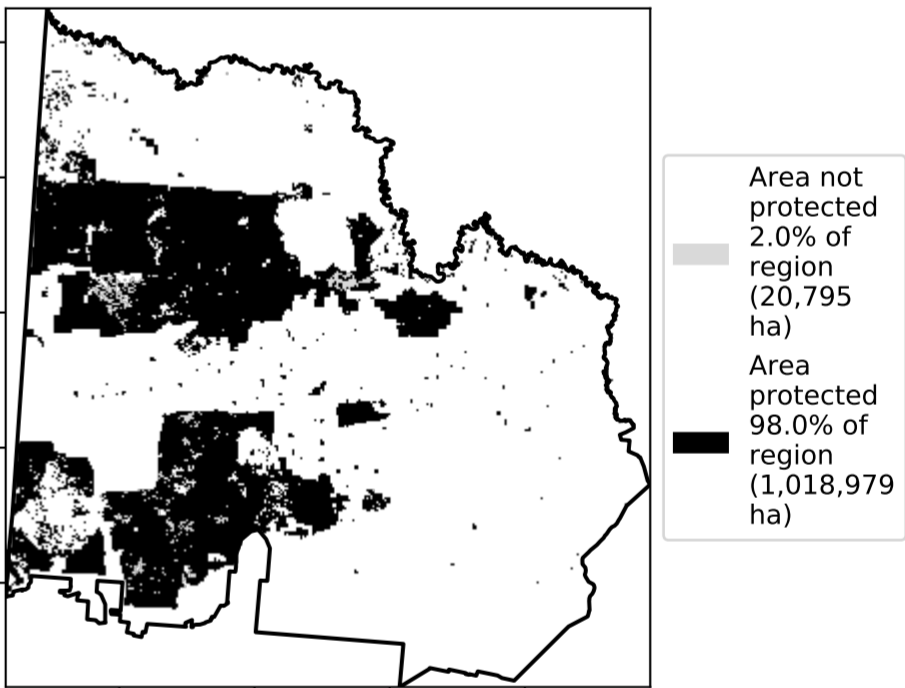 Area not
protected
2.0% of
region
(20,795
ha)
Area
protected
98.0% of
region
(1,018,979
ha)